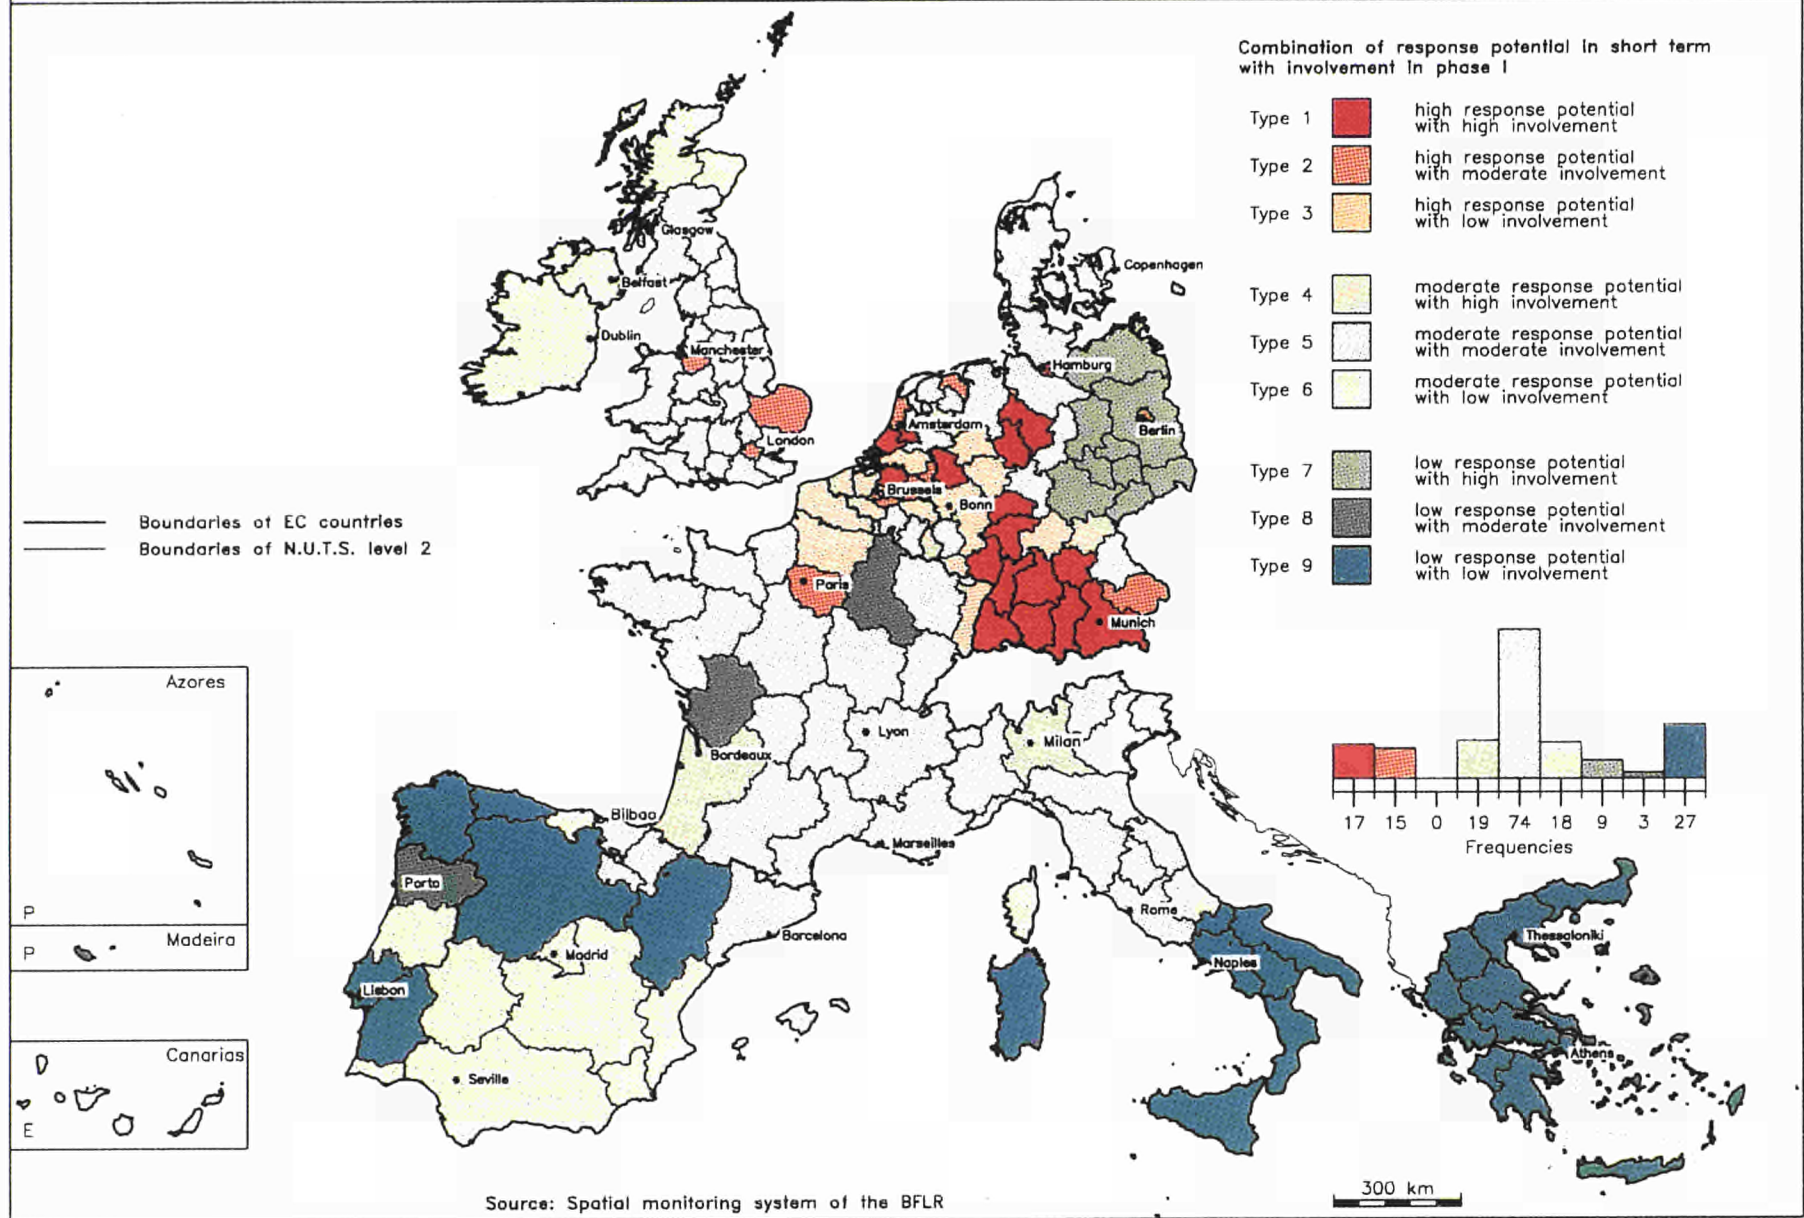 Combination of response potential in short term
with involvement in phase I
Type 1
high response potential
with high involvement
Type 2
high response potential
with moderate involvement
Type 3
high response potential
with low involvement
Type 4
moderate response potential
with high involvement
Type 5
moderate response potential
with moderate involvement
Type 6
moderate response potential
with low involvement
Type 7
low response potential
with high involvement
Type 8
low response potential
with moderate involvement
Type 9
low response potential
with low involvement
Glasgow
Belfast
Dublin
Manchester
London
Copenhagen
Hamburg
Berlin
Amsterdam
Brussels
Bonn
Paris
Munich
Boundaries of EC countries
Boundaries of N.U.T.S. level 2
Lyon
Milan
Bordeaux
Bilbao
Marseilles
Porto
Rome
Barcelona
Madrid
Naples
Lisbon
Seville
Thessaloniki
Athens
Azores
P
Madeira
P
Canarias
E
17 15 0 19 74 18 9 3 27
Frequencies
300 km
Source: Spatial monitoring system of the BFLR